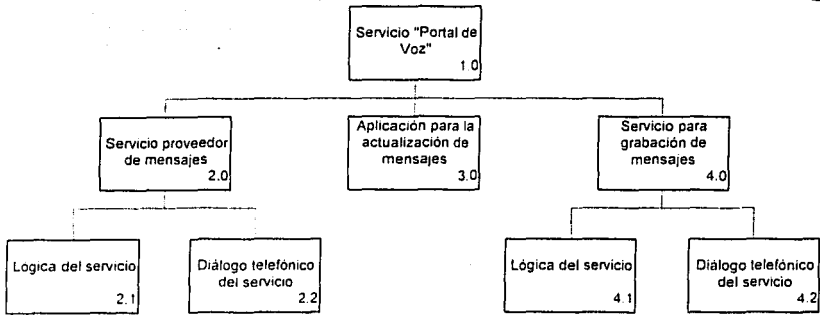 Servicio "Portal de
Voz"
1.0
Servicio proveedor
de mensajes
2.0
Aplicación para la
actualización de
mensajes
3.0
Servicio para
grabación de
mensajes
4.0
Lógica del servicio
2.1
Diálogo telefónico
del servicio
2.2
Lógica del servicio
4.1
Diálogo telefónico
del servicio
4.2